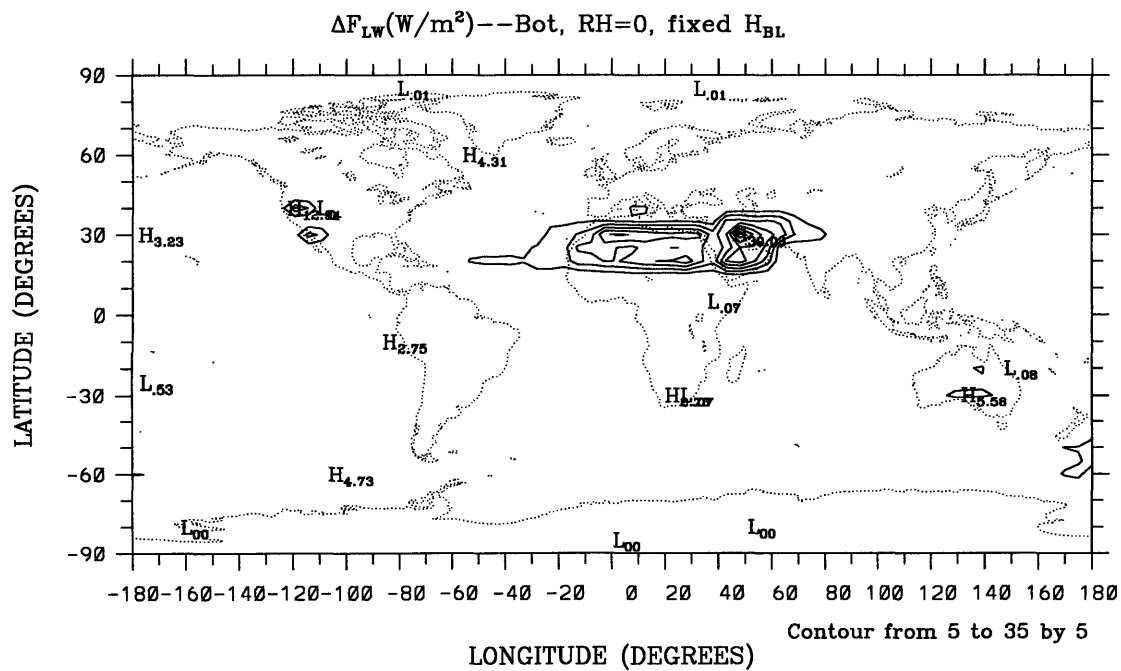 ΔF_LW(W/m²)--Bot, RH=0, fixed H_BL
90
L.01 L.01
60
H4.31
30
H3.23
0
L.07
H2.75
L.08
L.53
-30
H5.56
-60
H4.73
L00 L00
L00
-90
-180 -160 -140 -120 -100 -80 -60 -40 -20 0 20 40 60 80 100 120 140 160 180
LATITUDE (DEGREES)
Contour from 5 to 35 by 5
LONGITUDE (DEGREES)